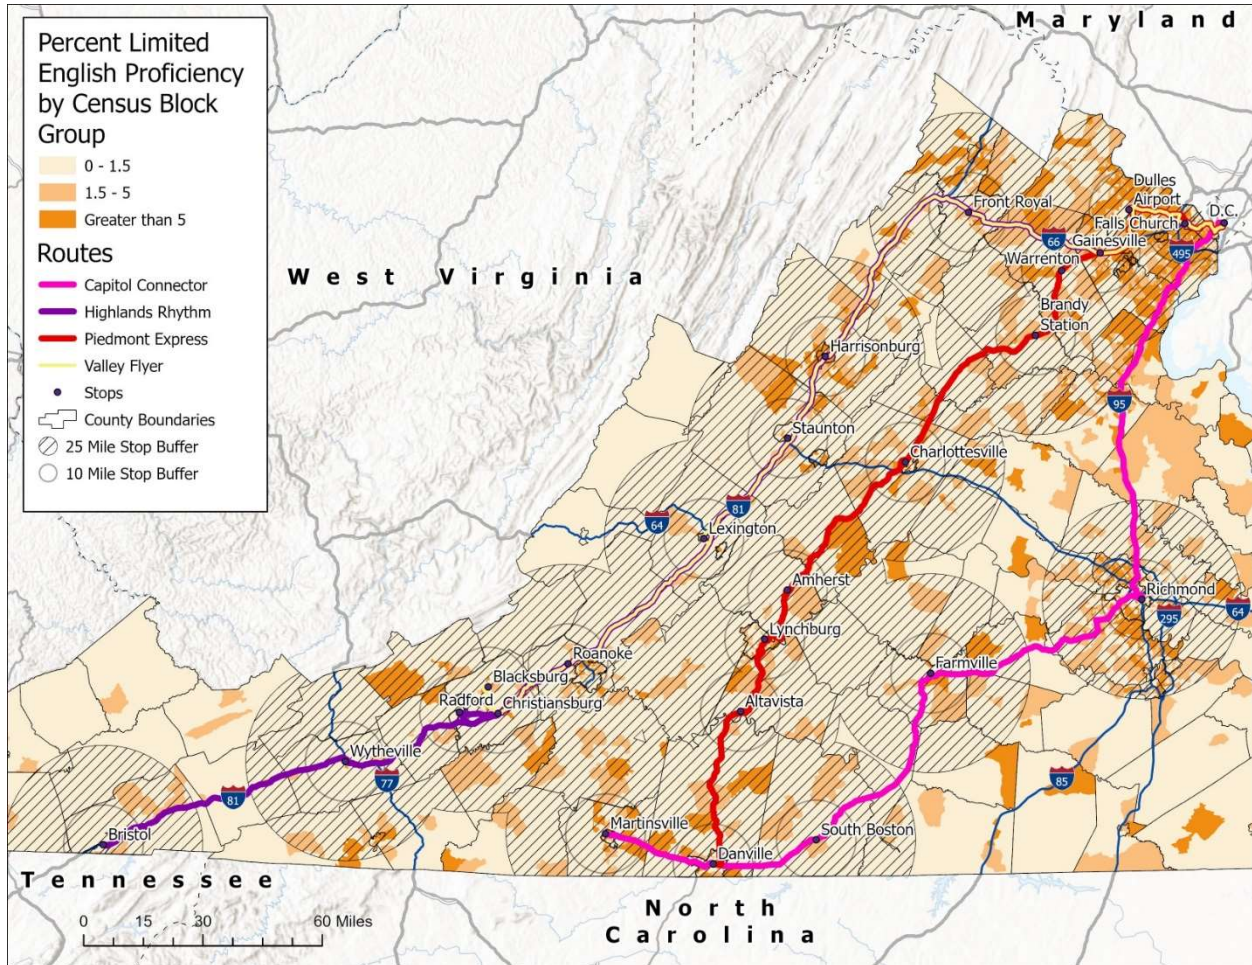 Percent Limited
English Proficiency
by Census Block
Group
0 - 1.5
1.5 - 5
Greater than 5
Routes
Capitol Connector
Highlands Rhythm
Piedmont Express
Valley Flyer
Stops
County Boundaries
25 Mile Stop Buffer
10 Mile Stop Buffer
Maryland
West Virginia
Dulles
Airport
D.C.
Front Royal
Falls Church
66
Gainesville
495
Warrenton
Brandy
Station
Harrisonburg
95
Staunton
Charlottesville
81
64
Lexington
Amherst
Richmond
64
295
Lynchburg
Roanoke
Farmville
Blacksburg
Radford
Christiansburg
Altavista
Wytheville
77
85
81
Martinsville
South Boston
Bristol
Danville
Tennessee
North
Carolina
0 15 30 60 Miles